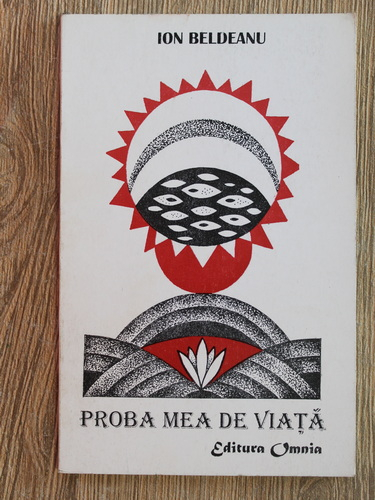 ION BELDEANU
PROBA MEA DE VIAȚĂ
Editura Omnia